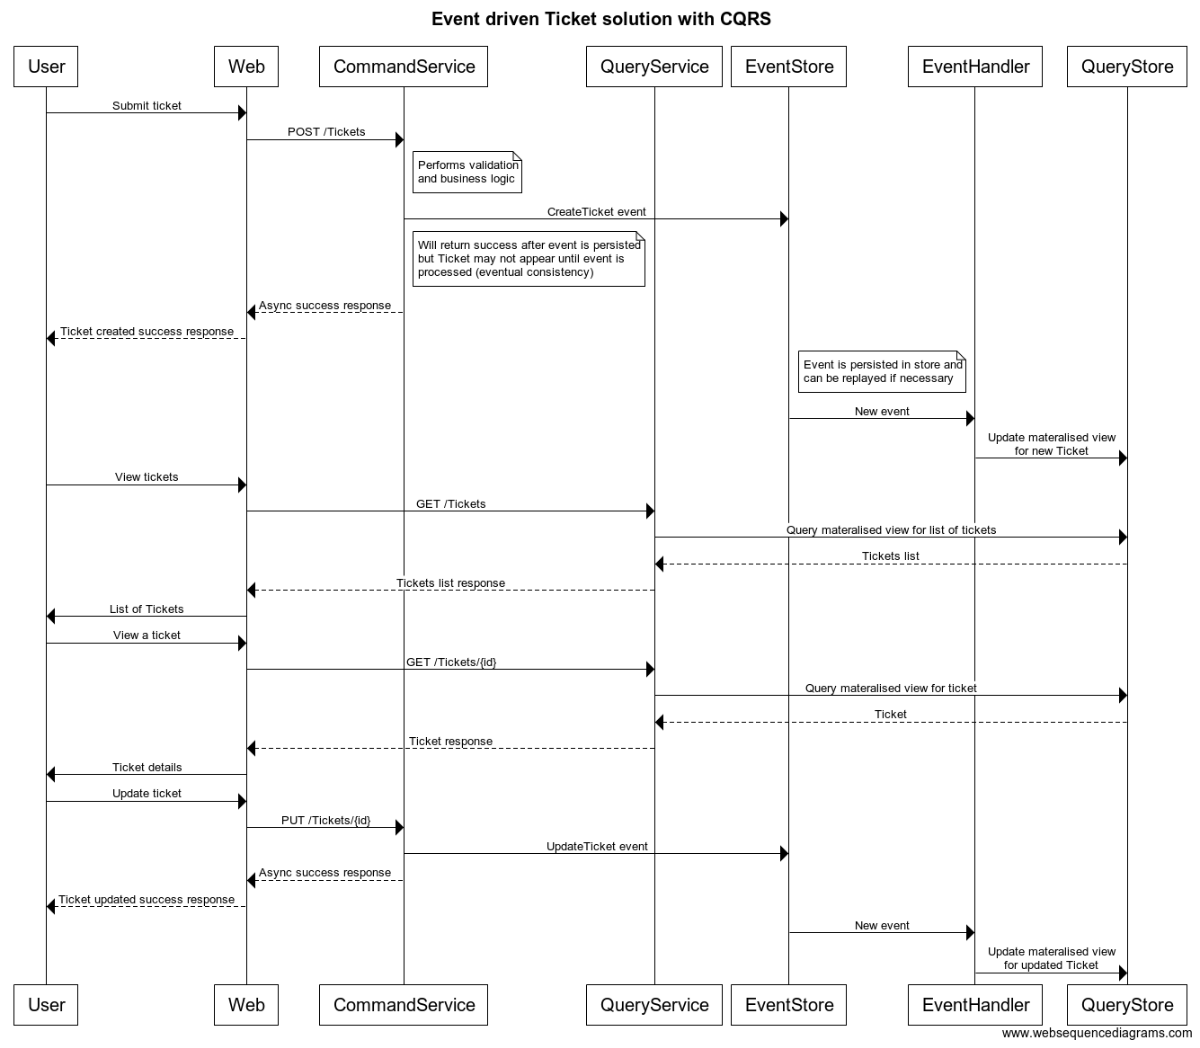 Event driven Ticket solution with CQRS
User
Web
CommandService
QueryService
EventStore
EventHandler
QueryStore
Submit ticket
POST /Tickets
Performs validation
and business logic
CreateTicket event
Will return success after event is persisted
but Ticket may not appear until event is
processed (eventual consistency)
Async success response
Ticket created success response
Event is persisted in store and
can be replayed if necessary
New event
Update materalised view
for new Ticket
View tickets
GET /Tickets
Query materalised view for list of tickets
Tickets list
Tickets list response
List of Tickets
View a ticket
GET /Tickets/{id}
Query materalised view for ticket
Ticket
Ticket response
Ticket details
Update ticket
PUT /Tickets/{id}
UpdateTicket event
Async success response
Ticket updated success response
New event
Update materalised view
for updated Ticket
User
Web
CommandService
QueryService
EventStore
EventHandler
QueryStore
www.websequencediagrams.com